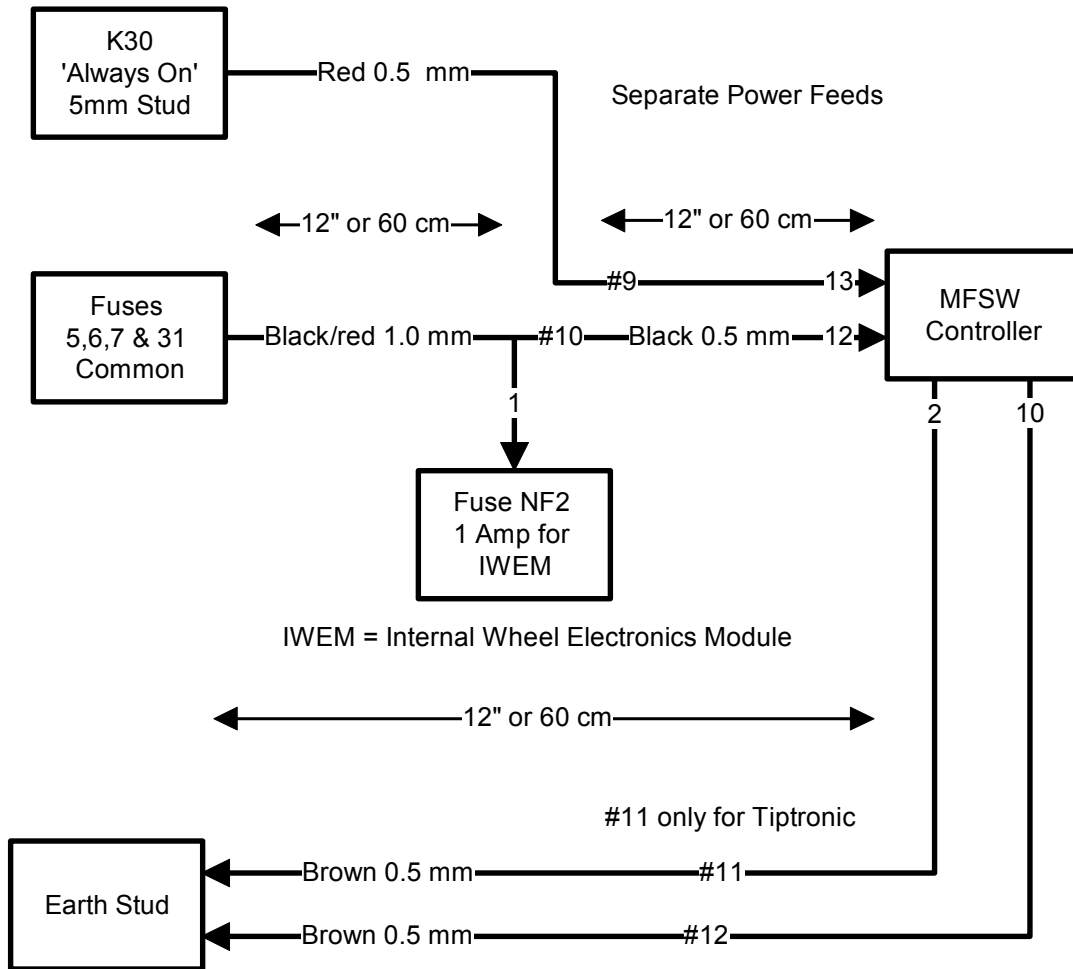 K30
'Always On'
5mm Stud
Red 0.5 mm
Separate Power Feeds
12" or 60 cm
12" or 60 cm
#9
13
Fuses
5,6,7 & 31
Common
Black/red 1.0 mm
#10
Black 0.5 mm
12
MFSW
Controller
1
2
10
Fuse NF2
1 Amp for
IWEM
IWEM = Internal Wheel Electronics Module
12" or 60 cm
#11 only for Tiptronic
Earth Stud
Brown 0.5 mm
#11
Brown 0.5 mm
#12